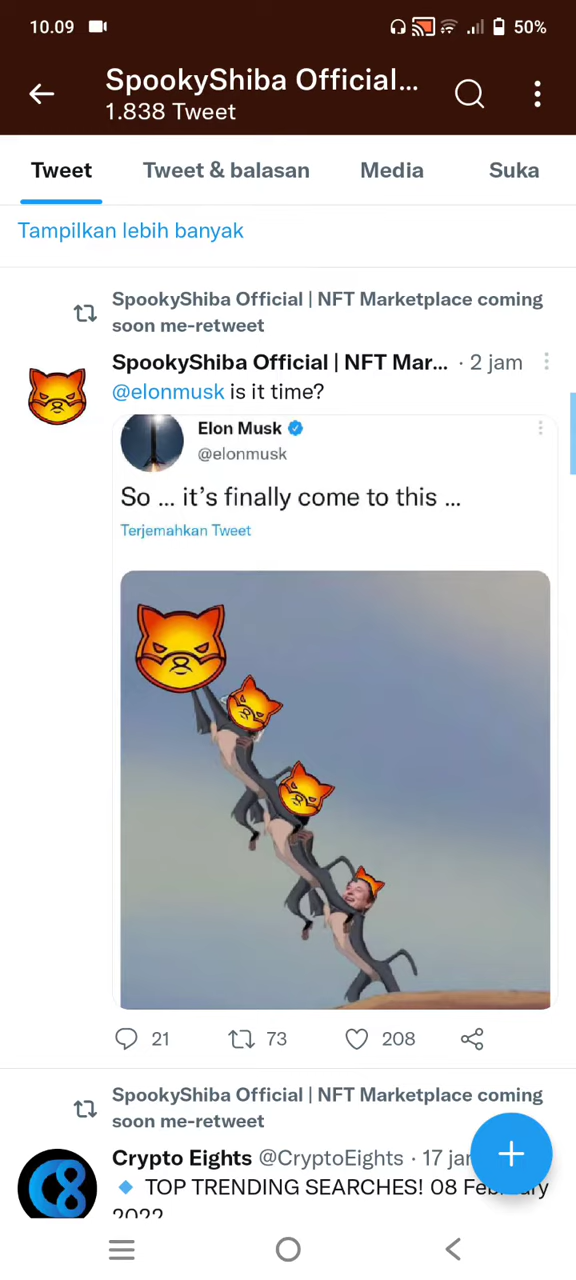 10.09
50%
SpookyShiba Official...
1.838 Tweet
Tweet
Tweet & balasan
Media
Suka
Tampilkan lebih banyak
SpookyShiba Official | NFT Marketplace coming
soon me-retweet
SpookyShiba Official | NFT Mar... · 2 jam
@elonmusk is it time?
Elon Musk
@elonmusk
So ... it's finally come to this ...
Terjemahkan Tweet
21
73
208
SpookyShiba Official | NFT Marketplace coming
soon me-retweet
Crypto Eights @CryptoEights · 17 jam
TOP TRENDING SEARCHES! 08 February
2022